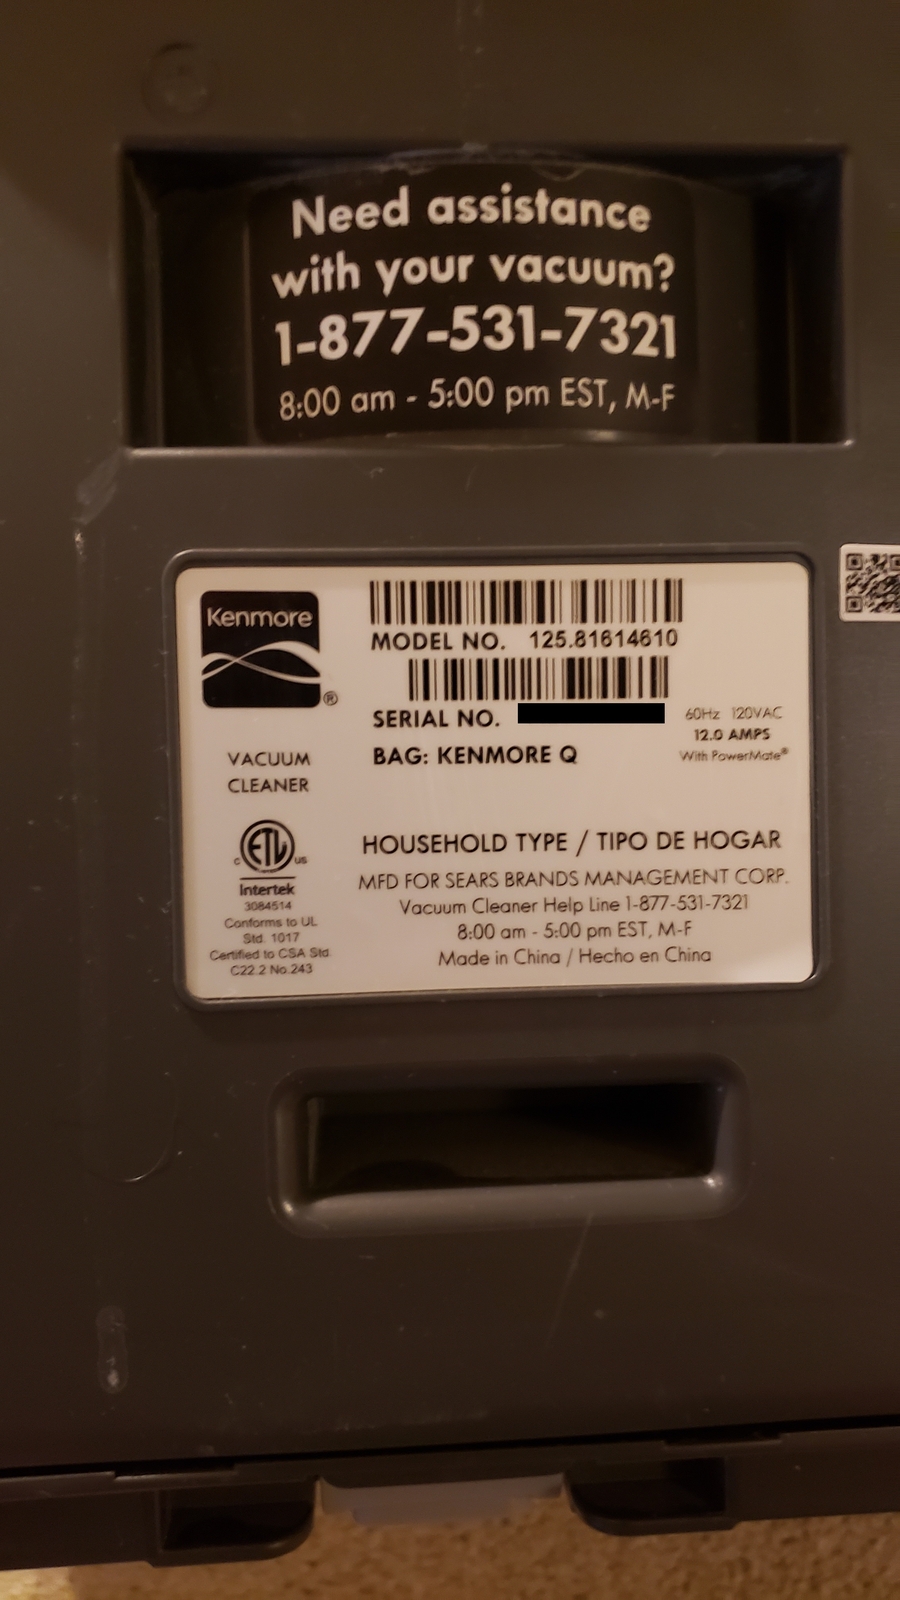 Need assistance
with your vacuum?
1-877-531-7321
8:00 am - 5:00 pm EST, M-F
Kenmore
®
VACUUM
CLEANER
c ETL us
Intertek
3084514
Conforms to UL
Std. 1017
Certified to CSA Std.
C22.2 No.243
MODEL NO. 125.81614610
SERIAL NO.
BAG: KENMORE Q
60Hz 120VAC
12.0 AMPS
With PowerMate®
HOUSEHOLD TYPE / TIPO DE HOGAR
MFD FOR SEARS BRANDS MANAGEMENT CORP.
Vacuum Cleaner Help Line 1-877-531-7321
8:00 am - 5:00 pm EST, M-F
Made in China / Hecho en China